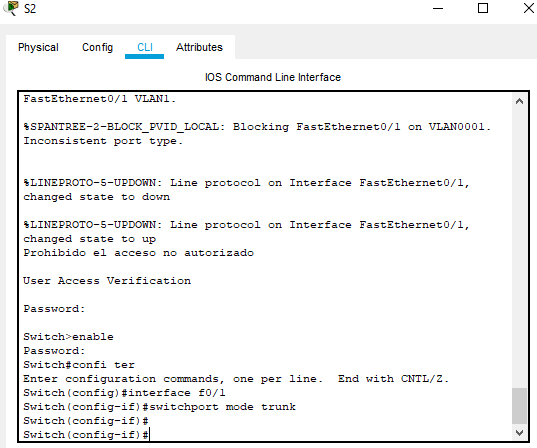 S2
Physical Config CLI Attributes
IOS Command Line Interface
FastEthernet0/1 VLAN1.
%SPANTREE-2-BLOCK_PVID_LOCAL: Blocking FastEthernet0/1 on VLAN0001.
Inconsistent port type.
%LINEPROTO-5-UPDOWN: Line protocol on Interface FastEthernet0/1,
changed state to down
%LINEPROTO-5-UPDOWN: Line protocol on Interface FastEthernet0/1,
changed state to up
Prohibido el acceso no autorizado
User Access Verification
Password:
Switch>enable
Password:
Switch#confi ter
Enter configuration commands, one per line.  End with CNTL/Z.
Switch(config)#interface f0/1
Switch(config-if)#switchport mode trunk
Switch(config-if)#
Switch(config-if)#